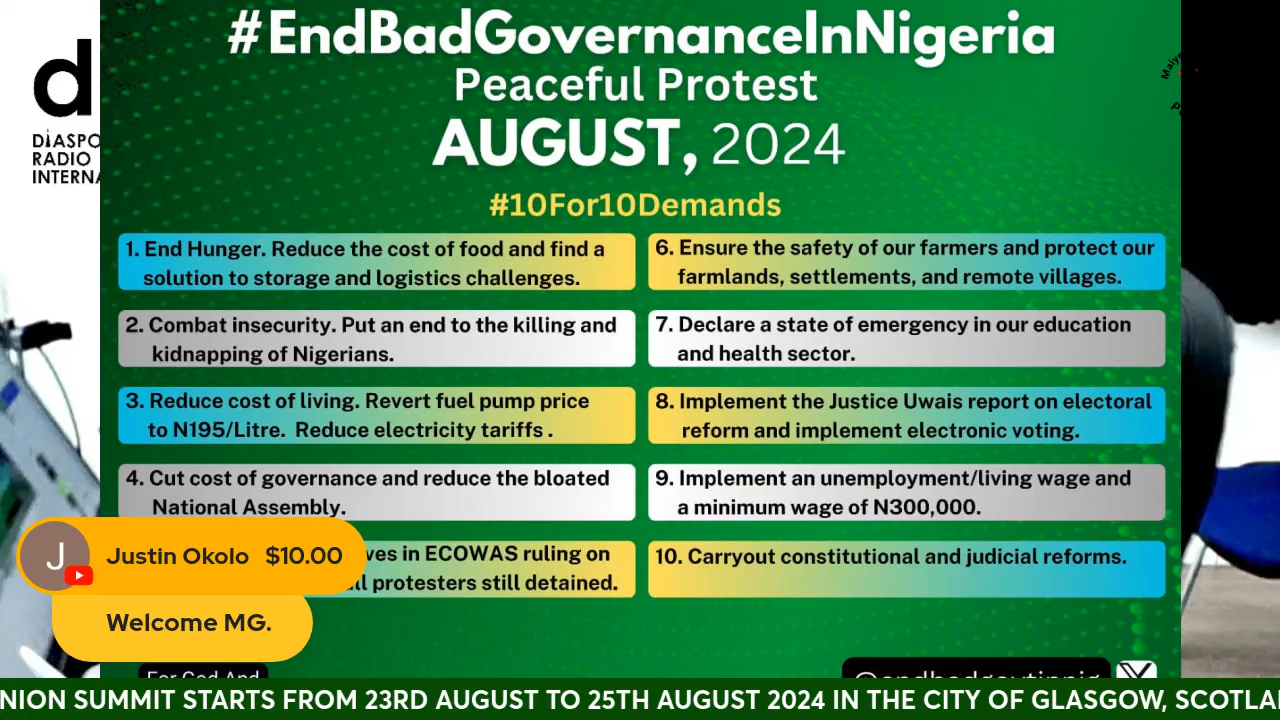 #EndBadGovernanceInNigeria
Peaceful Protest
AUGUST, 2024
#10For10Demands
d
DIASPO
RADIO
INTERNA
1. End Hunger. Reduce the cost of food and find a
solution to storage and logistics challenges.
2. Combat insecurity. Put an end to the killing and
kidnapping of Nigerians.
3. Reduce cost of living. Revert fuel pump price
to N195/Litre. Reduce electricity tariffs .
4. Cut cost of governance and reduce the bloated
National Assembly.
ves in ECOWAS ruling on
ll protesters still detained.
6. Ensure the safety of our farmers and protect our
farmlands, settlements, and remote villages.
7. Declare a state of emergency in our education
and health sector.
8. Implement the Justice Uwais report on electoral
reform and implement electronic voting.
9. Implement an unemployment/living wage and
a minimum wage of N300,000.
10. Carryout constitutional and judicial reforms.
J
Justin Okolo $10.00
Welcome MG.
For God And
@endbadgovtinnig
NION SUMMIT STARTS FROM 23RD AUGUST TO 25TH AUGUST 2024 IN THE CITY OF GLASGOW, SCOTLA